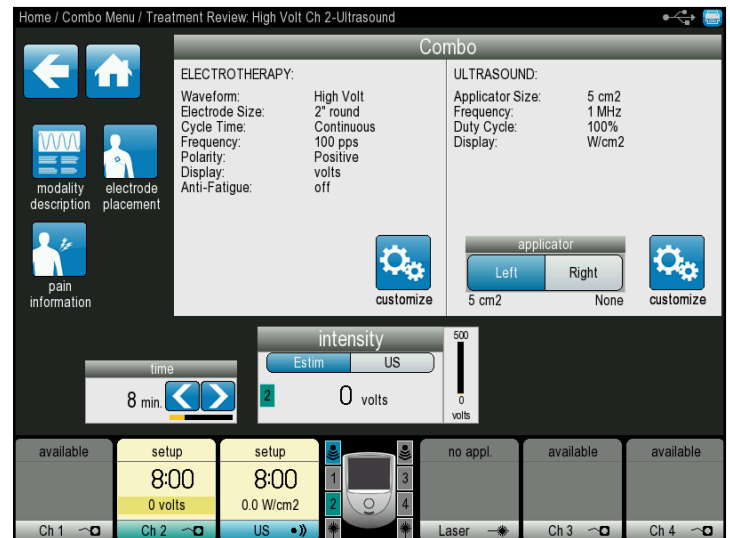 Home / Combo Menu / Treatment Review: High Volt Ch 2-Ultrasound
Combo
ELECTROTHERAPY:
Waveform: High Volt
Electrode Size: 2" round
Cycle Time: Continuous
Frequency: 100 pps
Polarity: Positive
Display: volts
Anti-Fatigue: off
customize
ULTRASOUND:
Applicator Size: 5 cm2
Frequency: 1 MHz
Duty Cycle: 100%
Display: W/cm2
applicator
Left Right
5 cm2 None
customize
modality description
electrode placement
pain information
time
8 min.
intensity
Estim US
2 0 volts
500
0
volts
available
Ch 1
setup
8:00
0 volts
Ch 2
setup
8:00
0.0 W/cm2
US
1 3
2 4
no appl.
Laser
available
Ch 3
available
Ch 4